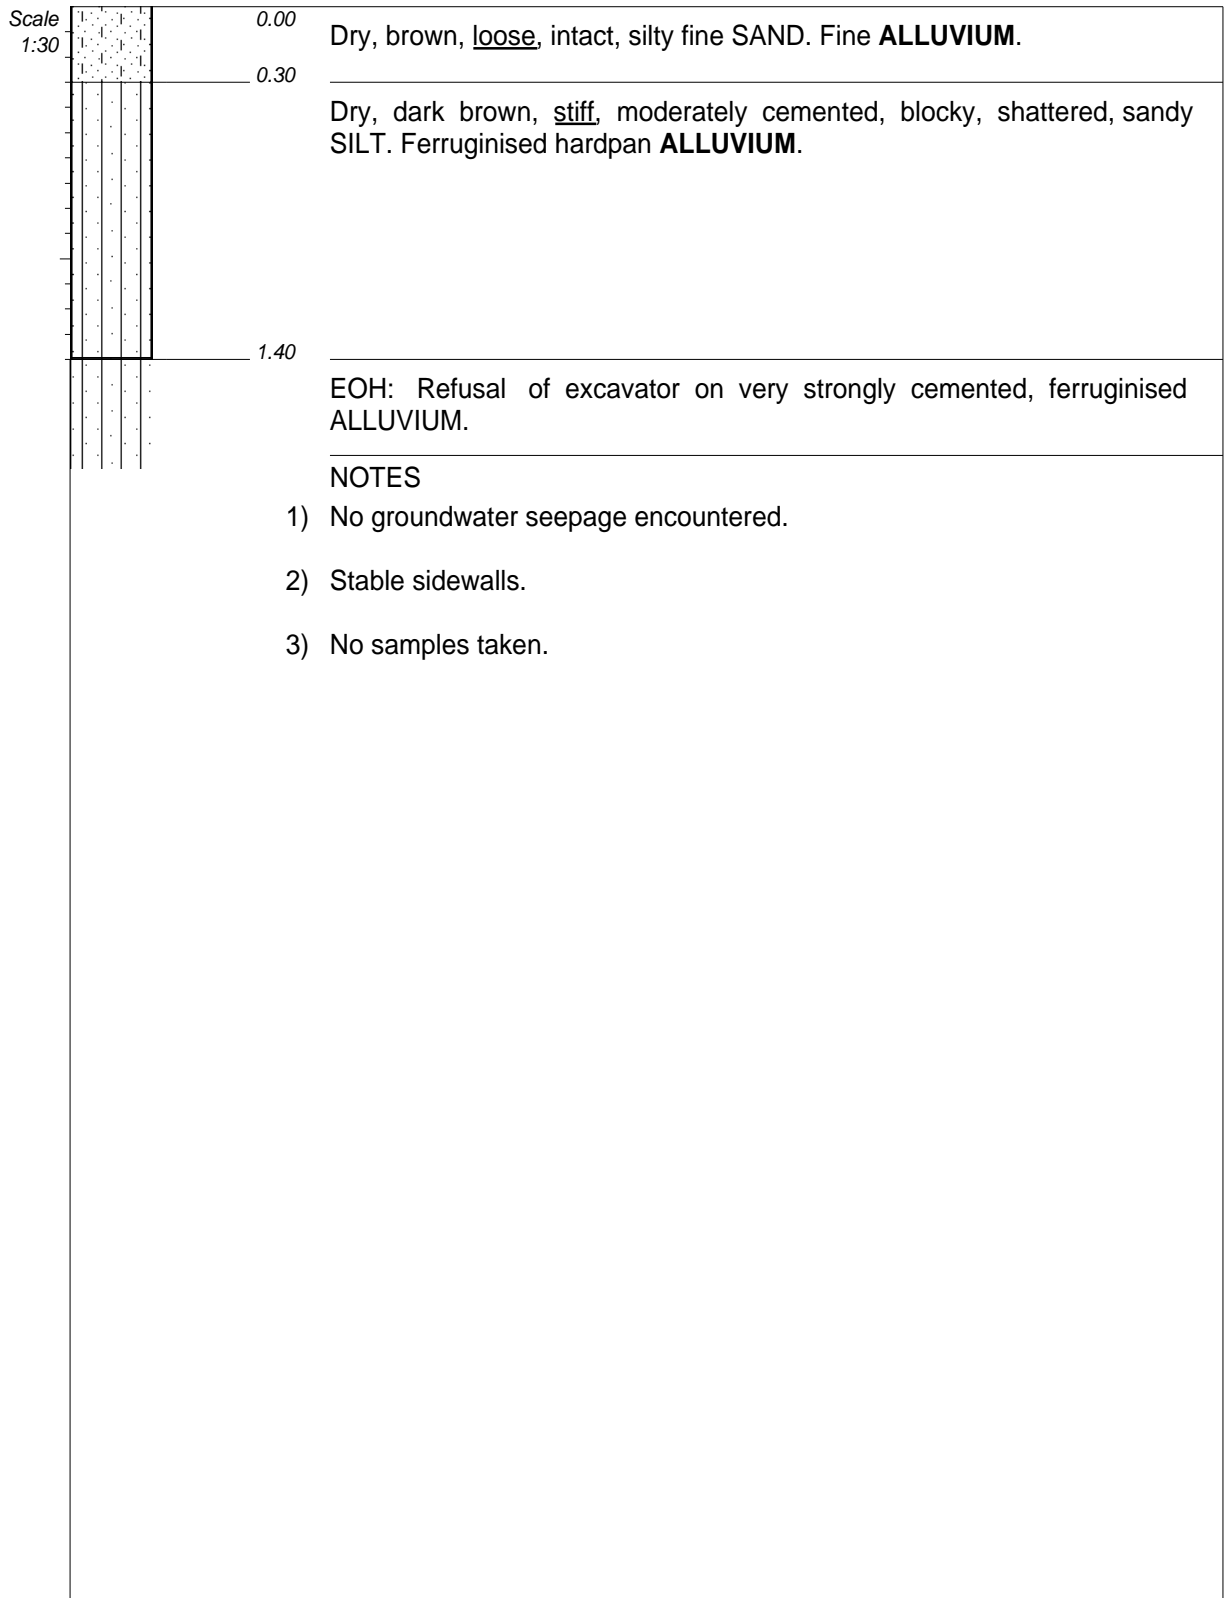 Scale
1:30
0.00
Dry, brown, loose, intact, silty fine SAND. Fine ALLUVIUM.
0.30
Dry, dark brown, stiff, moderately cemented, blocky, shattered, sandy
SILT. Ferruginised hardpan ALLUVIUM.
1.40
EOH: Refusal of excavator on very strongly cemented, ferruginised
ALLUVIUM.
NOTES
1) No groundwater seepage encountered.
2) Stable sidewalls.
3) No samples taken.